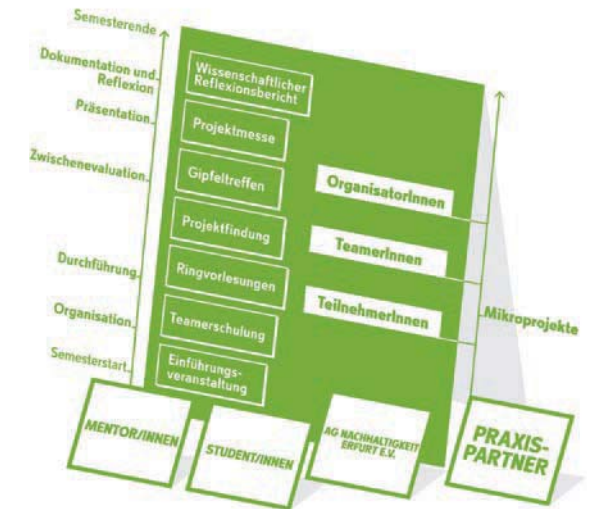 Semesterende
Dokumentation und
Reflexion
Präsentation
Zwischenevaluation
Durchführung
Organisation
Semesterstart
Wissenschaftlicher
Reflexionsbericht
Projektmesse
Gipfeltreffen
Projektfindung
Ringvorlesungen
Teamerschulung
Einführungs-
veranstaltung
OrganisatorInnen
TeamerInnen
TeilnehmerInnen
Mikroprojekte
MENTOR/INNEN
STUDENT/INNEN
AG NACHHALTIGKEIT
ERFURT E.V.
PRAXIS-
PARTNER